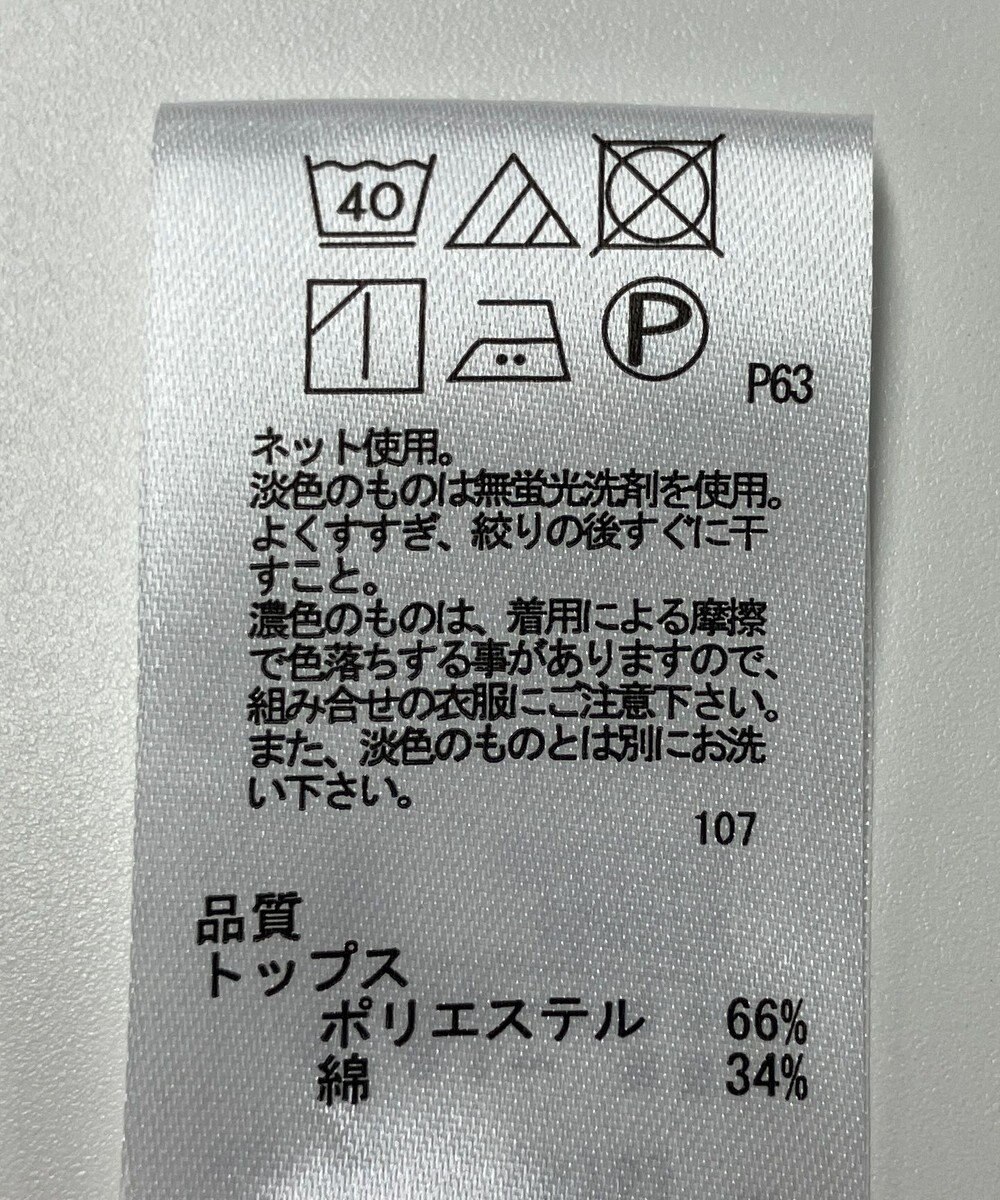 40
P
P63
ネット使用。
淡色のものは無蛍光洗剤を使用。
よくすすぎ、絞りの後すぐに干
すこと。
濃色のものは、着用による摩擦
で色落ちする事がありますので、
組み合せの衣服にご注意下さい。
また、淡色のものとは別にお洗
い下さい。
107
品質
トップス
ポリエステル 66%
綿 34%